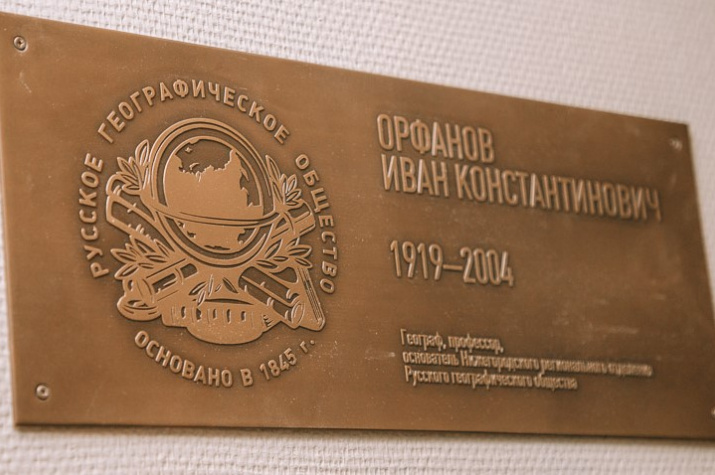 РУССКОЕ ГЕОГРАФИЧЕСКОЕ ОБЩЕСТВО
ОСНОВАНО В 1845 г.
ОРФАНОВ
ИВАН КОНСТАНТИНОВИЧ
1919–2004
Географ, профессор,
основатель Нижегородского регионального отделения
Русского географического общества